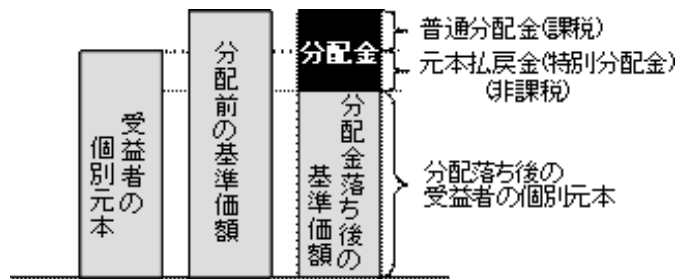 受益者の
個別元本
分配前の基準価額
分配金
分配金落ち後の
基準価額
普通分配金(課税)
元本払戻金(特別分配金)
(非課税)
分配落ち後の
受益者の個別元本